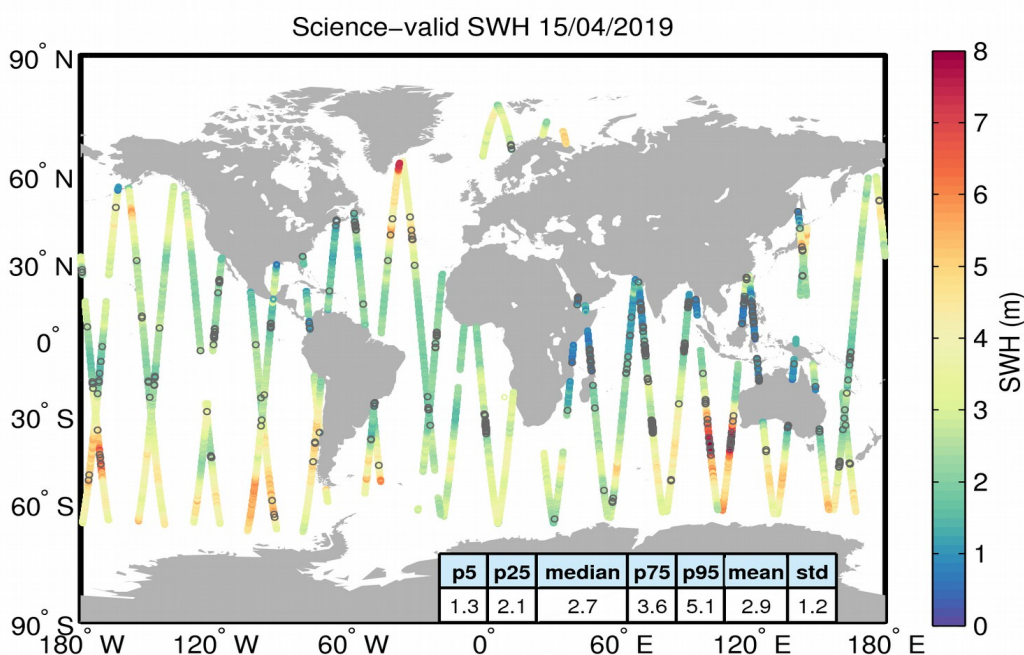 Science−valid SWH 15/04/2019
90° N
60° N
30° N
0°
30° S
60° S
90° S
180° W
120° W
60° W
0°
60° E
120° E
180° E
p5 p25 median p75 p95 mean std
1.3 2.1 2.7 3.6 5.1 2.9 1.2
8
7
6
5
4
3
2
1
0
SWH (m)